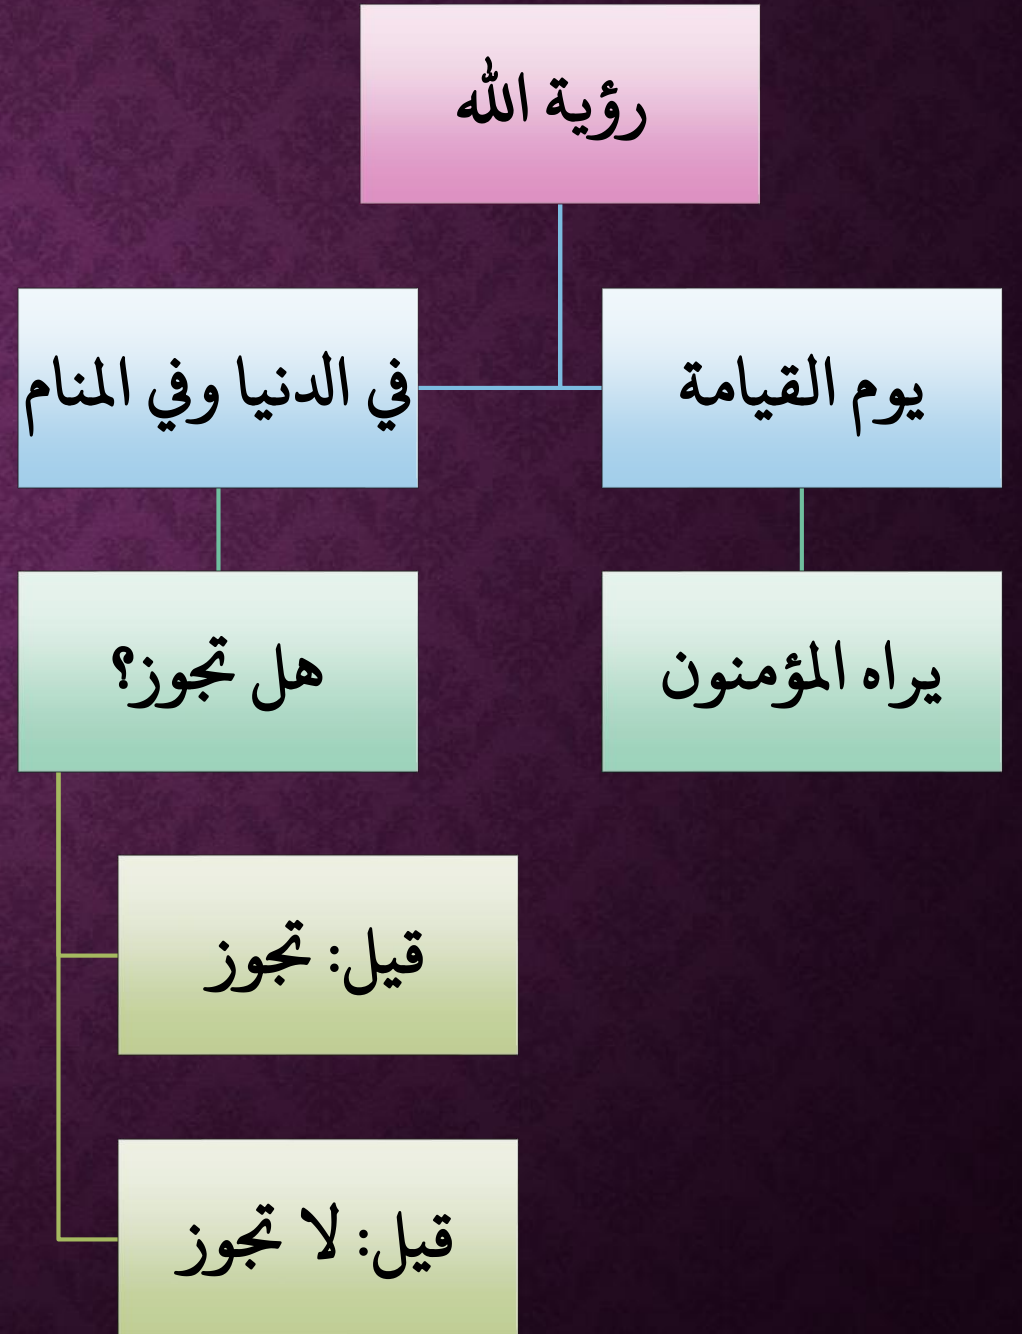 رؤية الله
يوم القيامة
في الدنيا وفي المنام
يراه المؤمنون
هل تجوز؟
قيل: تجوز
قيل: لا تجوز